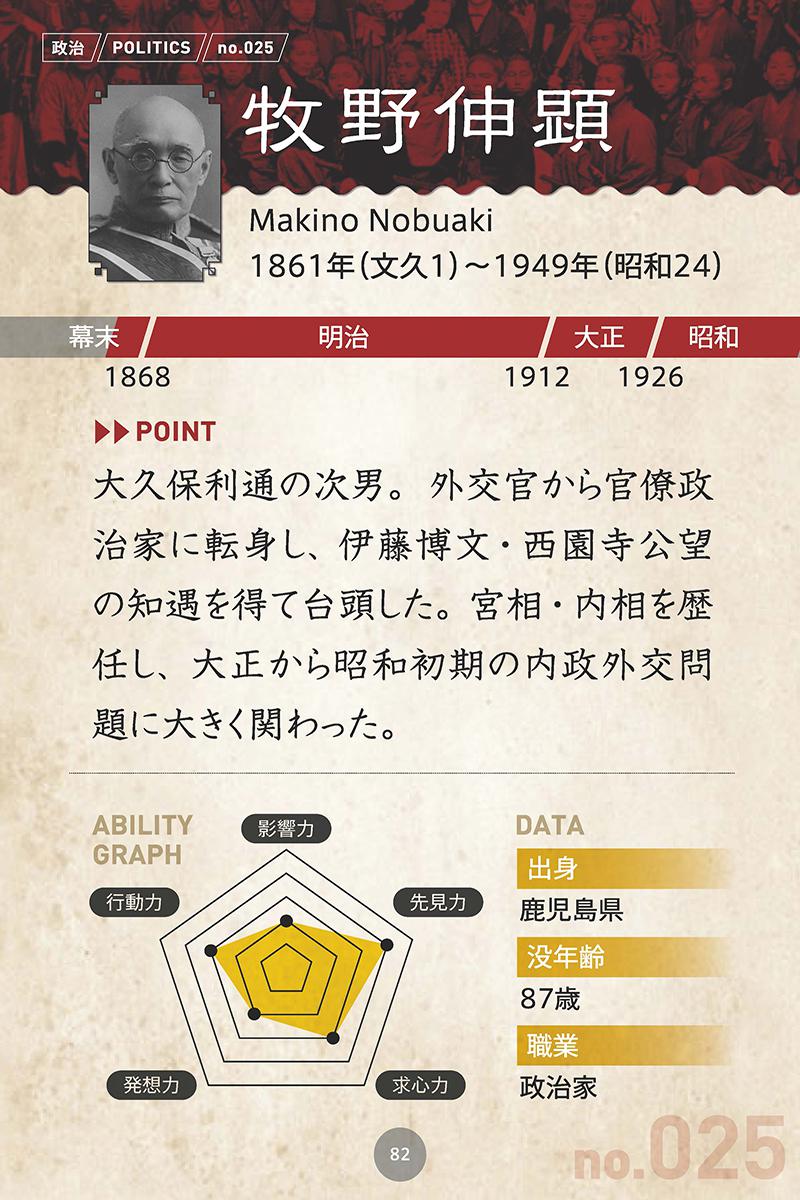 政治 POLITICS no.025
牧野伸顕
Makino Nobuaki
1861年(文久1)〜1949年(昭和24)
幕末 明治 大正 昭和
1868 1912 1926
POINT
大久保利通の次男。外交官から官僚政
治家に転身し、伊藤博文・西園寺公望
の知遇を得て台頭した。宮相・内相を歴
任し、大正から昭和初期の内政外交問
題に大きく関わった。
ABILITY
GRAPH
影響力
行動力
先見力
発想力
求心力
DATA
出身
鹿児島県
没年齢
87歳
職業
政治家
82
no.025